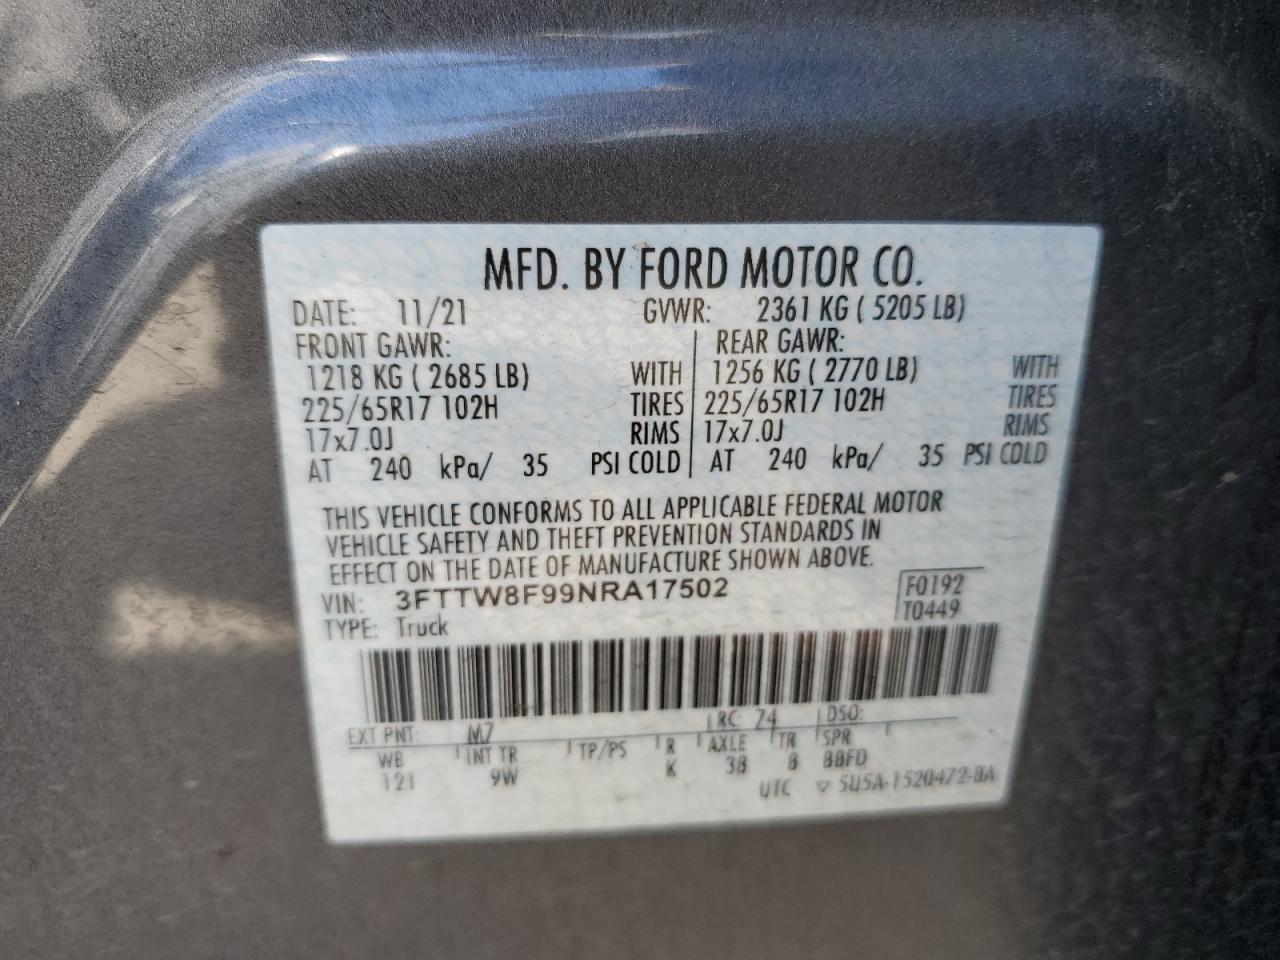 MFD. BY FORD MOTOR CO.
DATE: 11/21 GVWR: 2361 KG ( 5205 LB)
FRONT GAWR: REAR GAWR:
1218 KG ( 2685 LB) WITH 1256 KG ( 2770 LB) WITH
225/65R17 102H TIRES 225/65R17 102H TIRES
17x7.0J RIMS 17x7.0J RIMS
AT 240 kPa/ 35 PSI COLD AT 240 kPa/ 35 PSI COLD
THIS VEHICLE CONFORMS TO ALL APPLICABLE FEDERAL MOTOR
VEHICLE SAFETY AND THEFT PREVENTION STANDARDS IN
EFFECT ON THE DATE OF MANUFACTURE SHOWN ABOVE.
VIN: 3FTTW8F99NRA17502 F0192
TYPE: Truck T0449
EXT PNT: M7 RC: 74 DSO:
WB INT TR TP/PS R AXLE TR SPR
121 9W K 38 8 BBFD
UTC ▽ 5U5A-1520472-BA